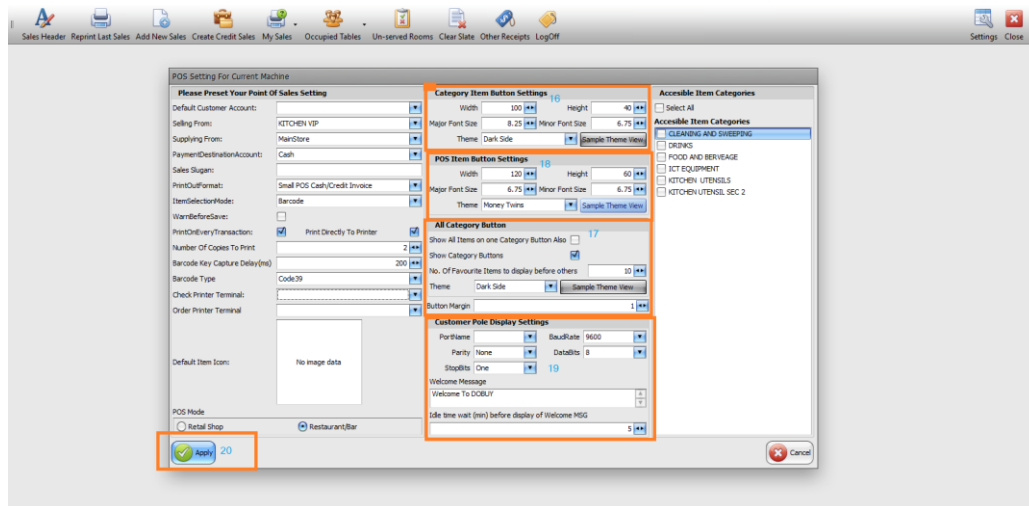 Sales Header Reprint Last Sales Add New Sales Create Credit Sales My Sales Occupied Tables Un-served Rooms Clear Slate Other Receipts LogOff Settings Close
POS Setting For Current Machine
Please Preset Your Point Of Sales Setting
Default Customer Account:
Selling From: KITCHEN VIP
Supplying From: MainStore
PaymentDestinationAccount: Cash
Sales Slugan:
PrintOutFormat: Small POS Cash/Credit Invoice
ItemSelectionMode: Barcode
WarnBeforeSave:
PrintOnEveryTransaction: Print Directly To Printer
Number Of Copies To Print 2
Barcode Key Capture Delay(ms) 200
Barcode Type Code39
Check Printer Terminal:
Order Printer Terminal
Default Item Icon: No image data
POS Mode
Retail Shop Restaurant/Bar
Apply 20
Category Item Button Settings
16
Width 100 Height 40
Major Font Size 8.25 Minor Font Size 6.75
Theme Dark Side Sample Theme View
POS Item Button Settings
18
Width 120 Height 60
Major Font Size 6.75 Minor Font Size 6.75
Theme Money Twins Sample Theme View
All Category Button
17
Show All Items on one Category Button Also
Show Category Buttons
No. Of Favourite Items to display before others 10
Theme Dark Side Sample Theme View
Button Margin 1
Customer Pole Display Settings
PortName BaudRate 9600
Parity None DataBits 8
StopBits One 19
Welcome Message
Welcome To DOBUY
Idle time wait (min) before display of Welcome MSG
5
Accesible Item Categories
Select All
Accesible Item Categories
CLEANING AND SWEEPING
DRINKS
FOOD AND BERVEAGE
ICT EQUIPMENT
KITCHEN UTENSILS
KITCHEN UTENSIL SEC 2
Cancel